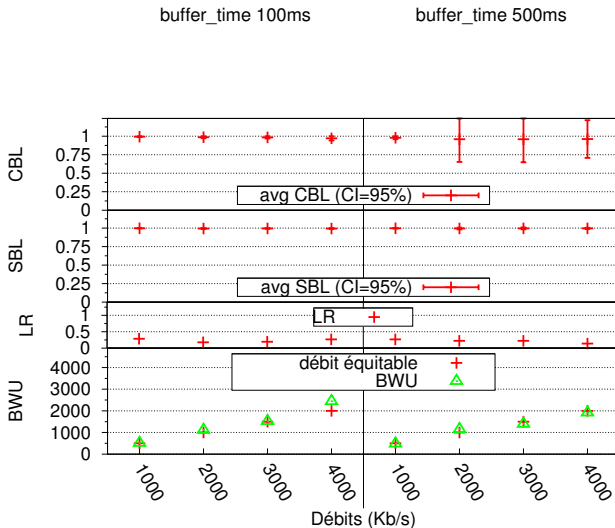 buffer_time 100ms buffer_time 500ms
CBL
1
0.75
0.5
0.25
0
avg CBL (CI=95%)
SBL
1
0.75
0.5
0.25
0
avg SBL (CI=95%)
LR
1
0.5
0
LR
BWU
4000
3000
2000
1000
0
débit équitable
BWU
1000 2000 3000 4000 1000 2000 3000 4000
Débits (Kb/s)